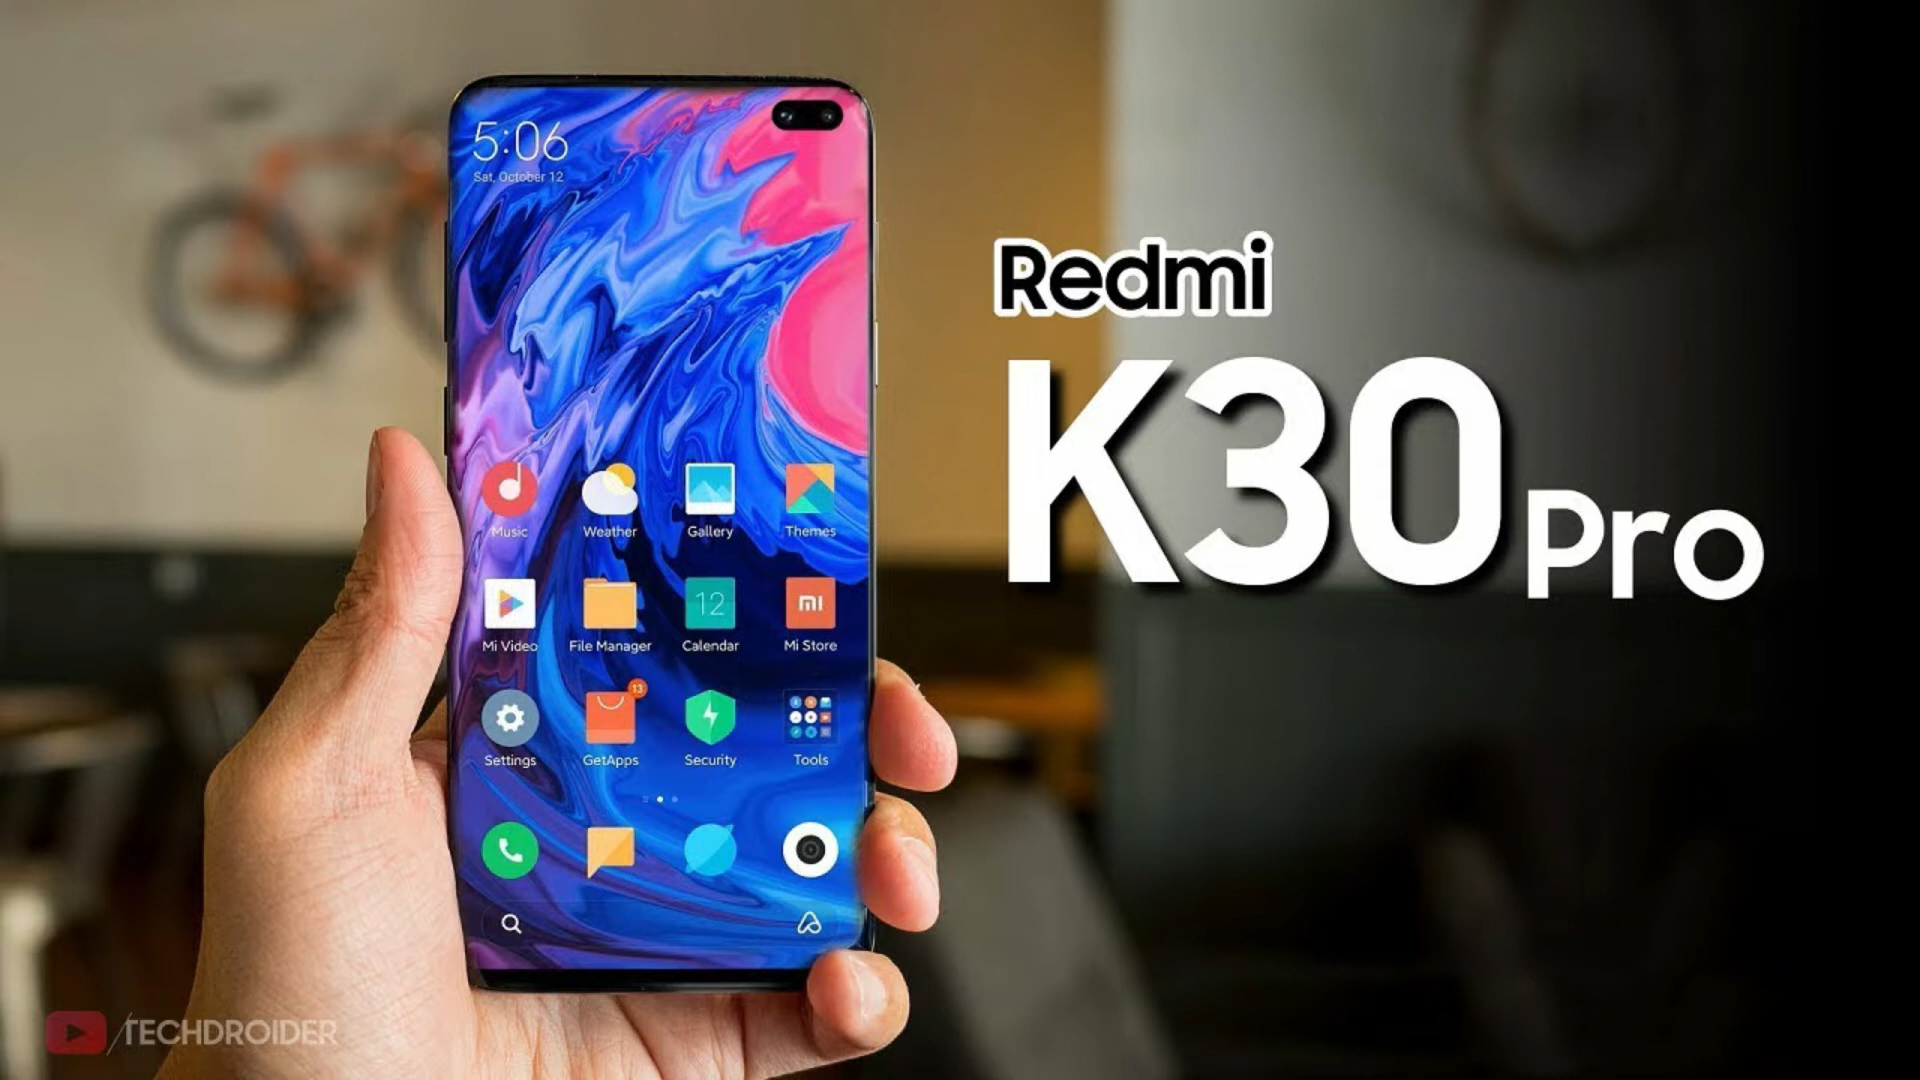 5:06
Sat, October 12
Redmi
K30 Pro
Music
Weather
Gallery
Themes
Mi Video
File Manager
12
Calendar
mi
Mi Store
Settings
13
GetApps
Security
Tools
/TECHDROIDER